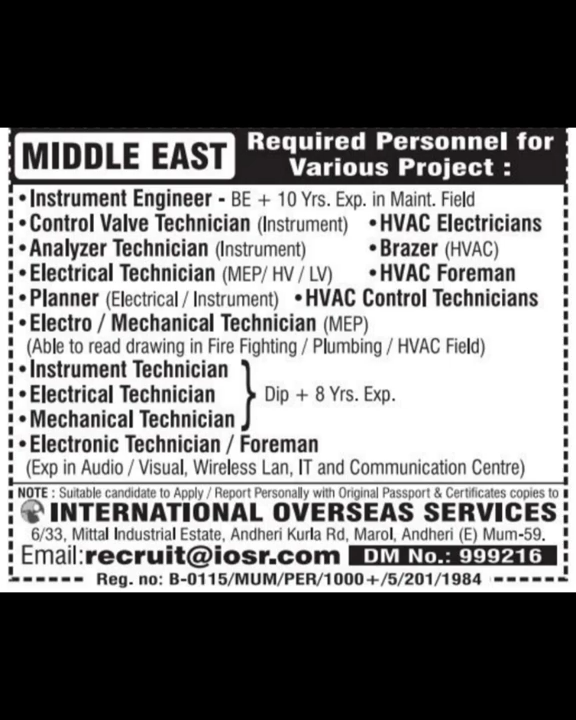 MIDDLE EAST
Required Personnel for
Various Project :
• Instrument Engineer - BE + 10 Yrs. Exp. in Maint. Field
• Control Valve Technician (Instrument) • HVAC Electricians
• Analyzer Technician (Instrument) • Brazer (HVAC)
• Electrical Technician (MEP/ HV / LV) • HVAC Foreman
• Planner (Electrical / Instrument) • HVAC Control Technicians
• Electro / Mechanical Technician (MEP)
(Able to read drawing in Fire Fighting / Plumbing / HVAC Field)
• Instrument Technician
• Electrical Technician } Dip + 8 Yrs. Exp.
• Mechanical Technician
• Electronic Technician / Foreman
(Exp in Audio / Visual, Wireless Lan, IT and Communication Centre)
NOTE : Suitable candidate to Apply / Report Personally with Original Passport & Certificates copies to
INTERNATIONAL OVERSEAS SERVICES
6/33, Mittal Industrial Estate, Andheri Kurla Rd, Marol, Andheri (E) Mum-59.
Email:recruit@iosr.com DM No.: 999216
Reg. no: B-0115/MUM/PER/1000+/5/201/1984